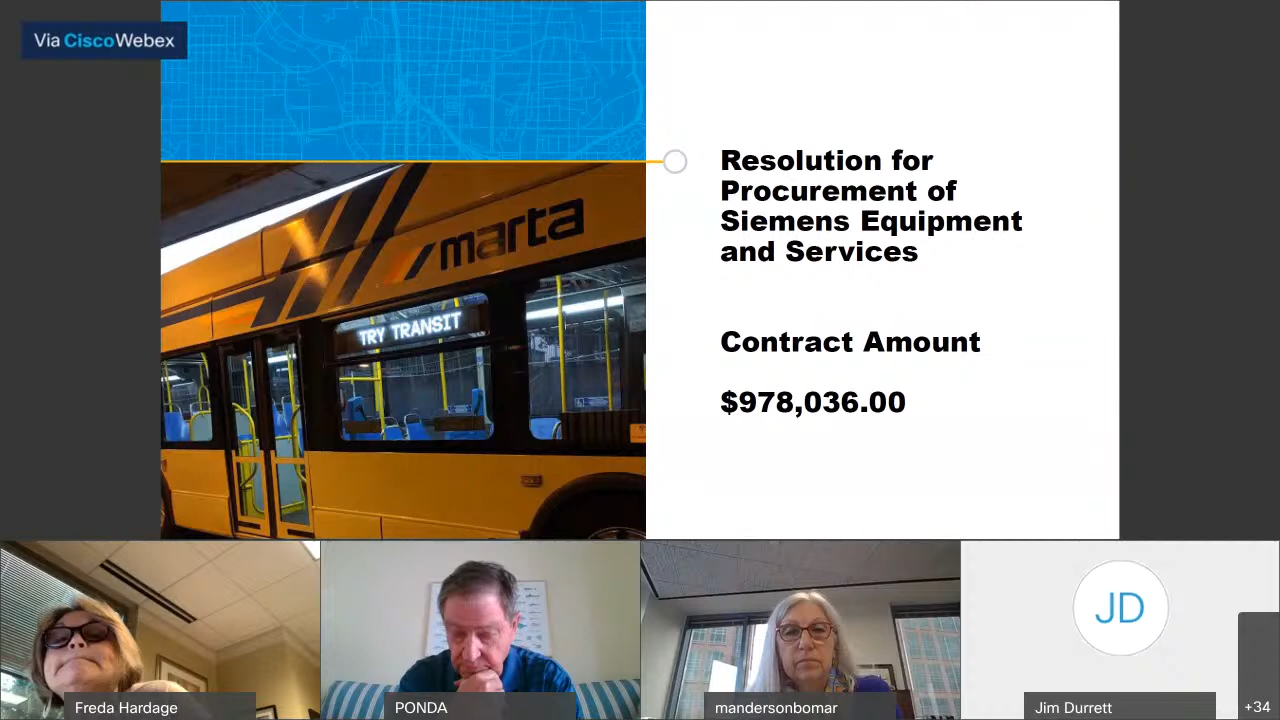 Via CiscoWebex
marta
TRY TRANSIT
Resolution for
Procurement of
Siemens Equipment
and Services
Contract Amount
$978,036.00
JD
Freda Hardage
PONDA
mandersonbomar
Jim Durrett
+34